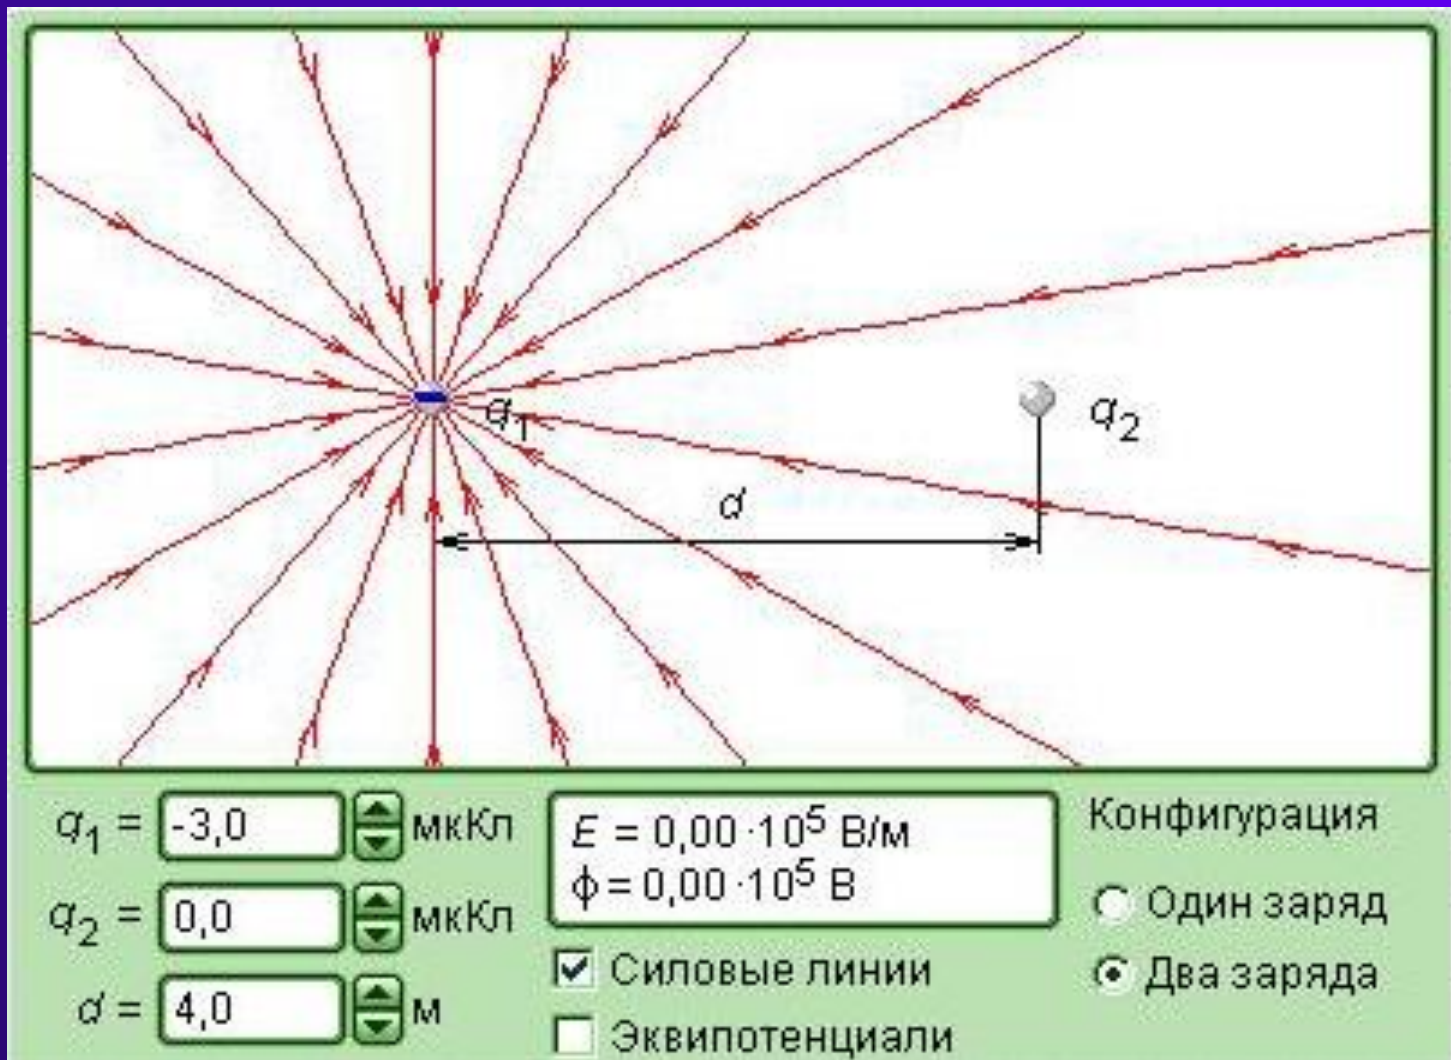 q1
q2
d
q1 = -3,0 мкКл
q2 = 0,0 мкКл
d = 4,0 м
E = 0,00 ·10⁵ В/м
ϕ = 0,00 ·10⁵ В
Силовые линии
Эквипотенциали
Конфигурация
Один заряд
Два заряда